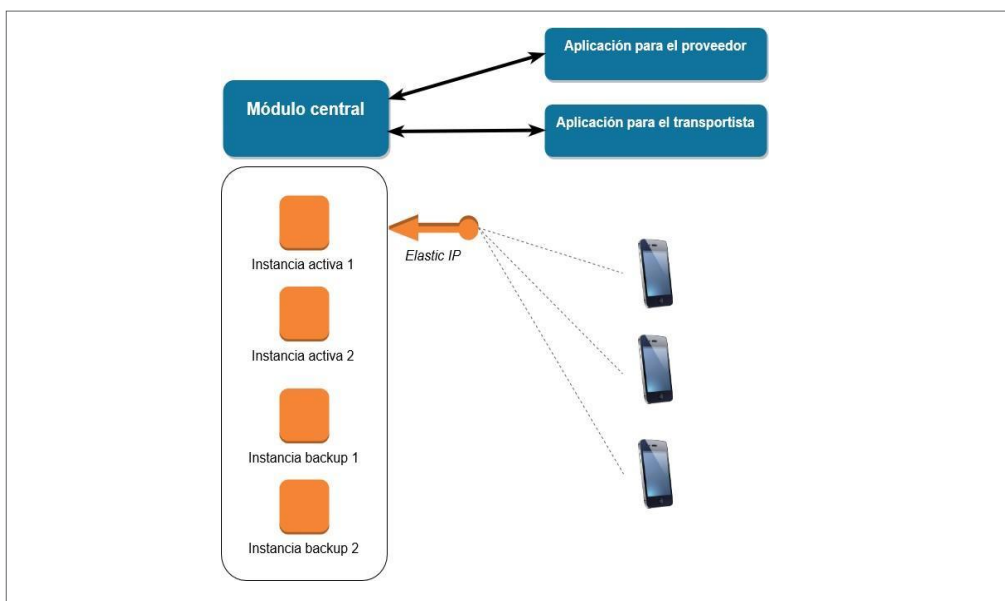 Aplicación para el proveedor
Módulo central
Aplicación para el transportista
Instancia activa 1
Elastic IP
Instancia activa 2
Instancia backup 1
Instancia backup 2